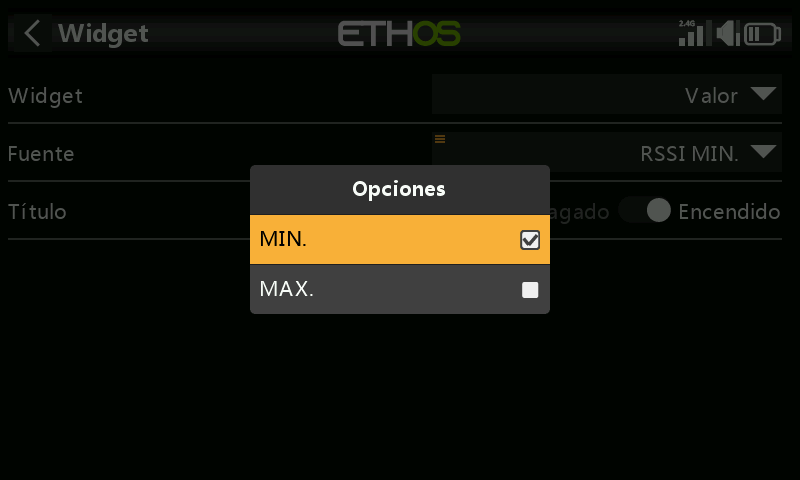 Widget
ETHOS
2.4G
Widget
Valor
Fuente
RSSI MIN.
Opciones
Título
Encendido
MIN.
MAX.